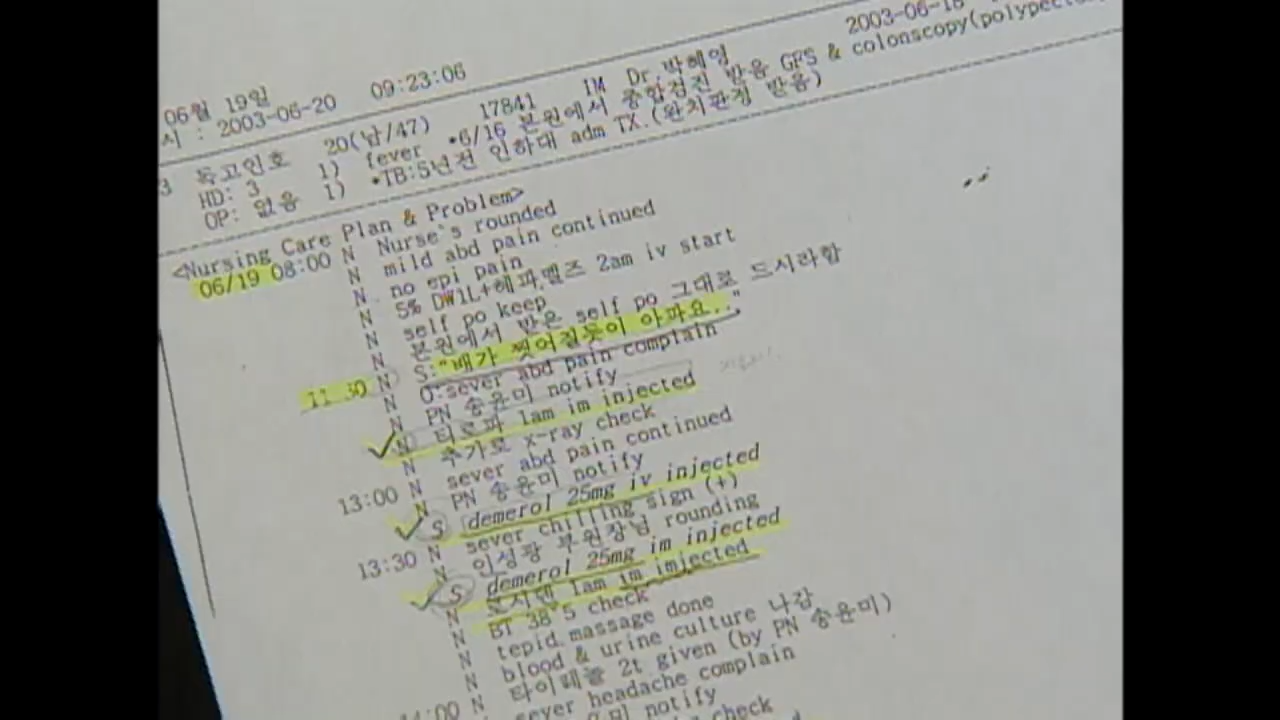 2003-06-18
06월 19일
시 : 2003-06-20 09:23:06
3 독고인호 20(남/47) 17841 IM Dr.박혜영
HD: 3 1) fever •6/16 본원에서 종합검진 받음 GFS & colonscopy(polypecto
OP: 없음 1) •TB:5년전 인하대 adm TX.(완치판정 받음)
<Nursing Care Plan & Problem>
06/19 08:00 N Nurse's rounded
N mild abd pain continued
N no epi pain
N 5% DW1L+헤파,멜즈 2am iv start
N self po keep
N 본원에서 받은 self po 그대로 드시라함
11:30 N S:"배가 찢어질듯이 아파요.."
N O:sever abd pain complain
N PN 송윤미 notify
N 티로파 1am im injected
N 추가로 x-ray check
13:00 N sever abd pain continued
N PN 송윤미 notify
S demerol 25mg iv injected
13:30 N sever chilling sign (+)
N 인성광 부원장님 rounding
S demerol 25mg im injected
N 1am im imjected
N BT 38°5 check
N tepid massage done
N blood & urine culture 나감
N 타이레놀 2t given (by PN 송윤미)
14:00 N sever headache complain
notify
check